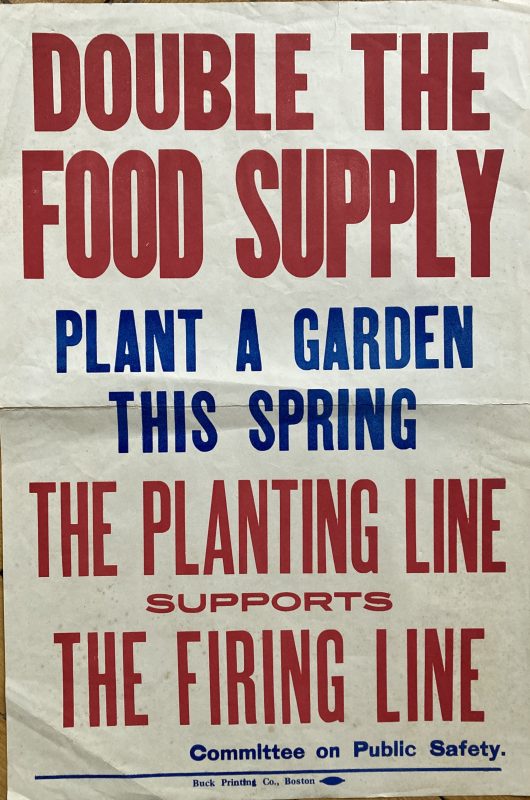 DOUBLE THE
FOOD SUPPLY
PLANT A GARDEN
THIS SPRING
THE PLANTING LINE
SUPPORTS
THE FIRING LINE
Committee on Public Safety.
Buck Printing Co., Boston